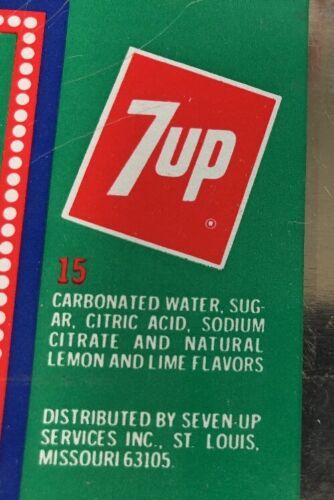 7up
®
15
CARBONATED WATER, SUG-
AR, CITRIC ACID, SODIUM
CITRATE AND NATURAL
LEMON AND LIME FLAVORS
DISTRIBUTED BY SEVEN-UP
SERVICES INC., ST. LOUIS,
MISSOURI 63105